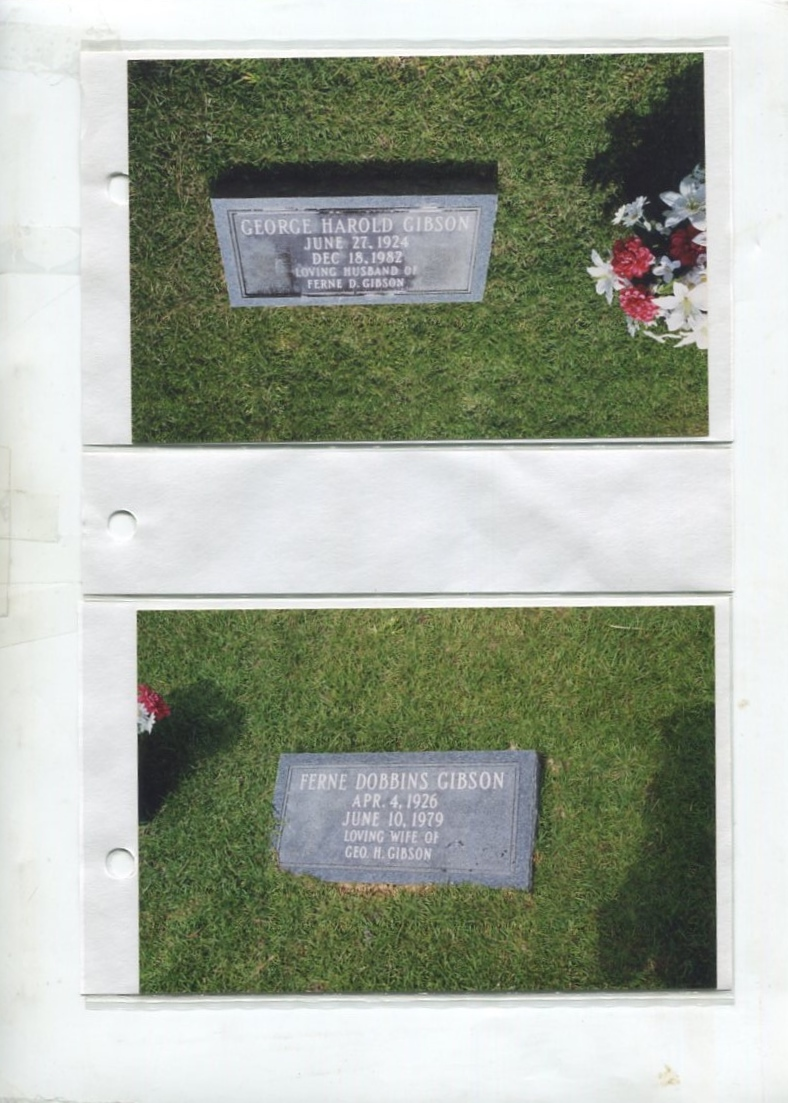 GEORGE HAROLD GIBSON
JUNE 27, 1924
DEC 18, 1982
LOVING HUSBAND OF
FERNE D. GIBSON
FERNE DOBBINS GIBSON
APR. 4, 1926
JUNE 10, 1979
LOVING WIFE OF
GEO. H. GIBSON